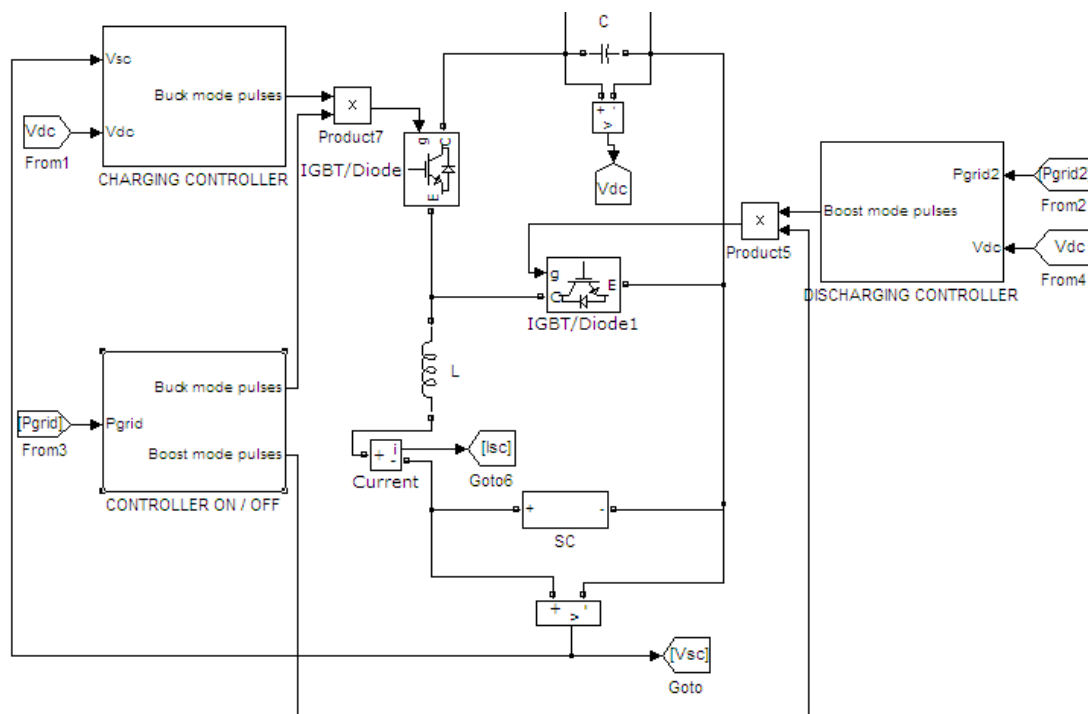 C
Vsc
Buck mode pulses
x
Product7
Vdc
Vdc
From1
CHARGING CONTROLLER
g
C
E
IGBT/Diode
+
-
v
Vdc
Pgrid2
[Pgrid2
From2
Boost mode pulses
x
Product5
Vdc
Vdc
From4
DISCHARGING CONTROLLER
g
C
E
IGBT/Diode1
L
Buck mode pulses
[Pgrid]
Pgrid
From3
Boost mode pulses
CONTROLLER ON / OFF
+
i
-
Current
[Isc]
Goto6
+
-
SC
+
-
v
[Vsc]
Goto